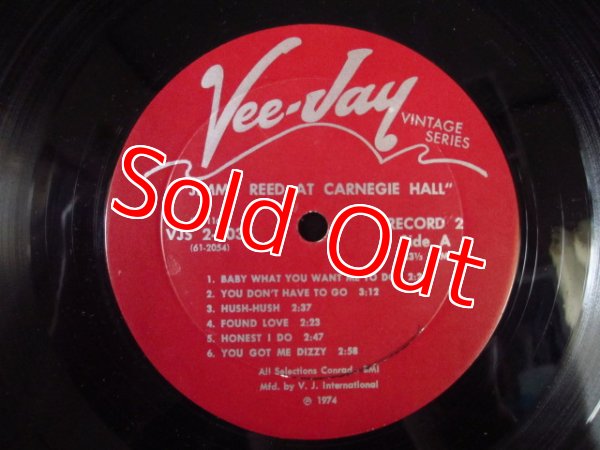 Vee-Jay
VINTAGE
SERIES
REED AT CARNEGIE HALL"
RECORD 2
VJS
Side A
(61-2054)
Sold Out
1. BABY WHAT YOU WANT ME TO DO
2. YOU DON'T HAVE TO GO 3:12
3. HUSH-HUSH 2:37
4. FOUND LOVE 2:23
5. HONEST I DO 2:47
6. YOU GOT ME DIZZY 2:58
All Selections Conrad-BMI
Mfd. by V. J. International
℗ 1974